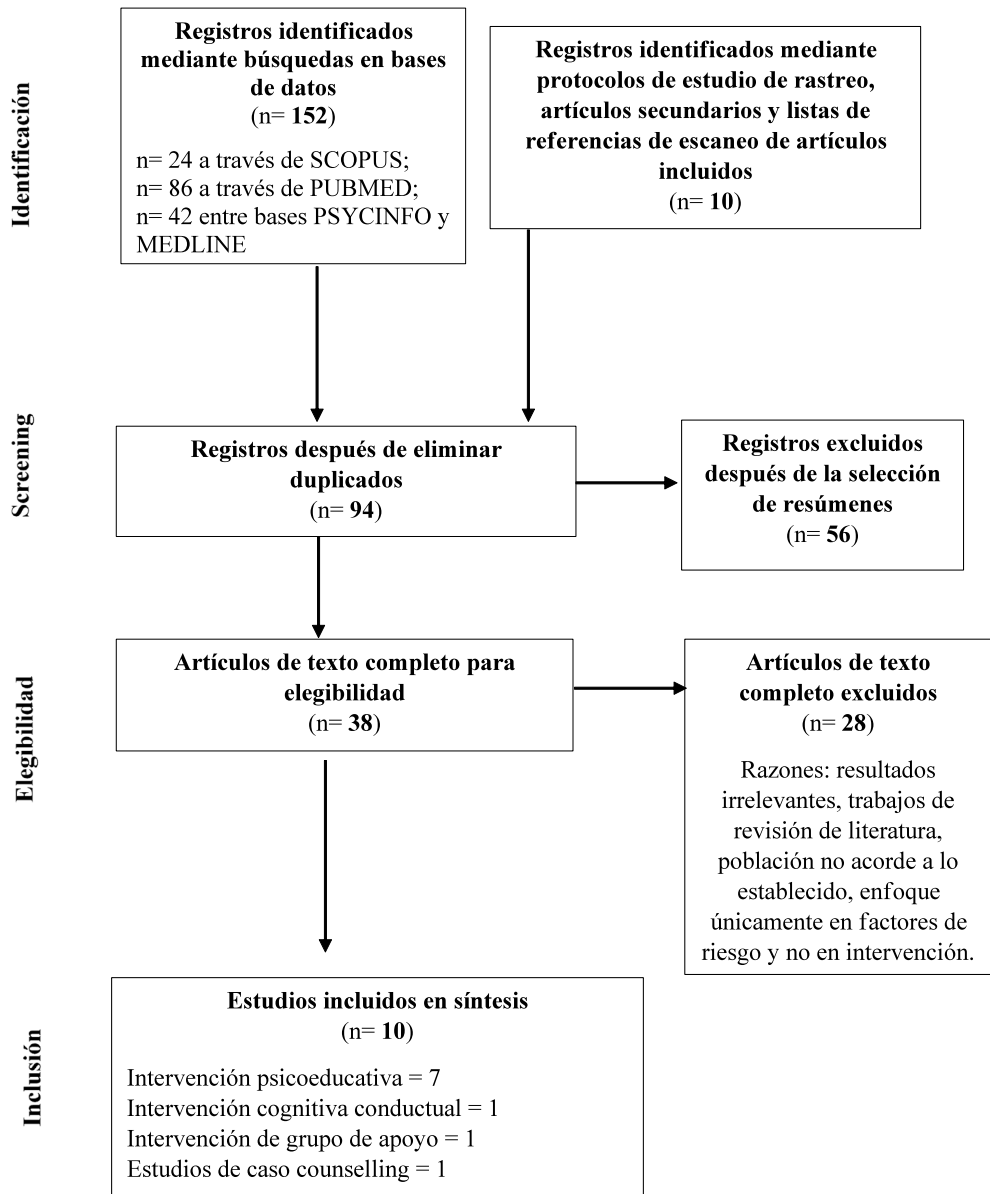 Identificación
Registros identificados
mediante búsquedas en bases
de datos
(n= 152)
n= 24 a través de SCOPUS;
n= 86 a través de PUBMED;
n= 42 entre bases PSYCINFO y
MEDLINE
Registros identificados mediante
protocolos de estudio de rastreo,
artículos secundarios y listas de
referencias de escaneo de artículos
incluidos
(n= 10)
Screening
Registros después de eliminar
duplicados
(n= 94)
Registros excluidos
después de la selección
de resúmenes
(n= 56)
Elegibilidad
Artículos de texto completo para
elegibilidad
(n= 38)
Artículos de texto
completo excluidos
(n= 28)
Razones: resultados
irrelevantes, trabajos de
revisión de literatura,
población no acorde a lo
establecido, enfoque
únicamente en factores de
riesgo y no en intervención.
Inclusión
Estudios incluidos en síntesis
(n= 10)
Intervención psicoeducativa = 7
Intervención cognitiva conductual = 1
Intervención de grupo de apoyo = 1
Estudios de caso counselling = 1